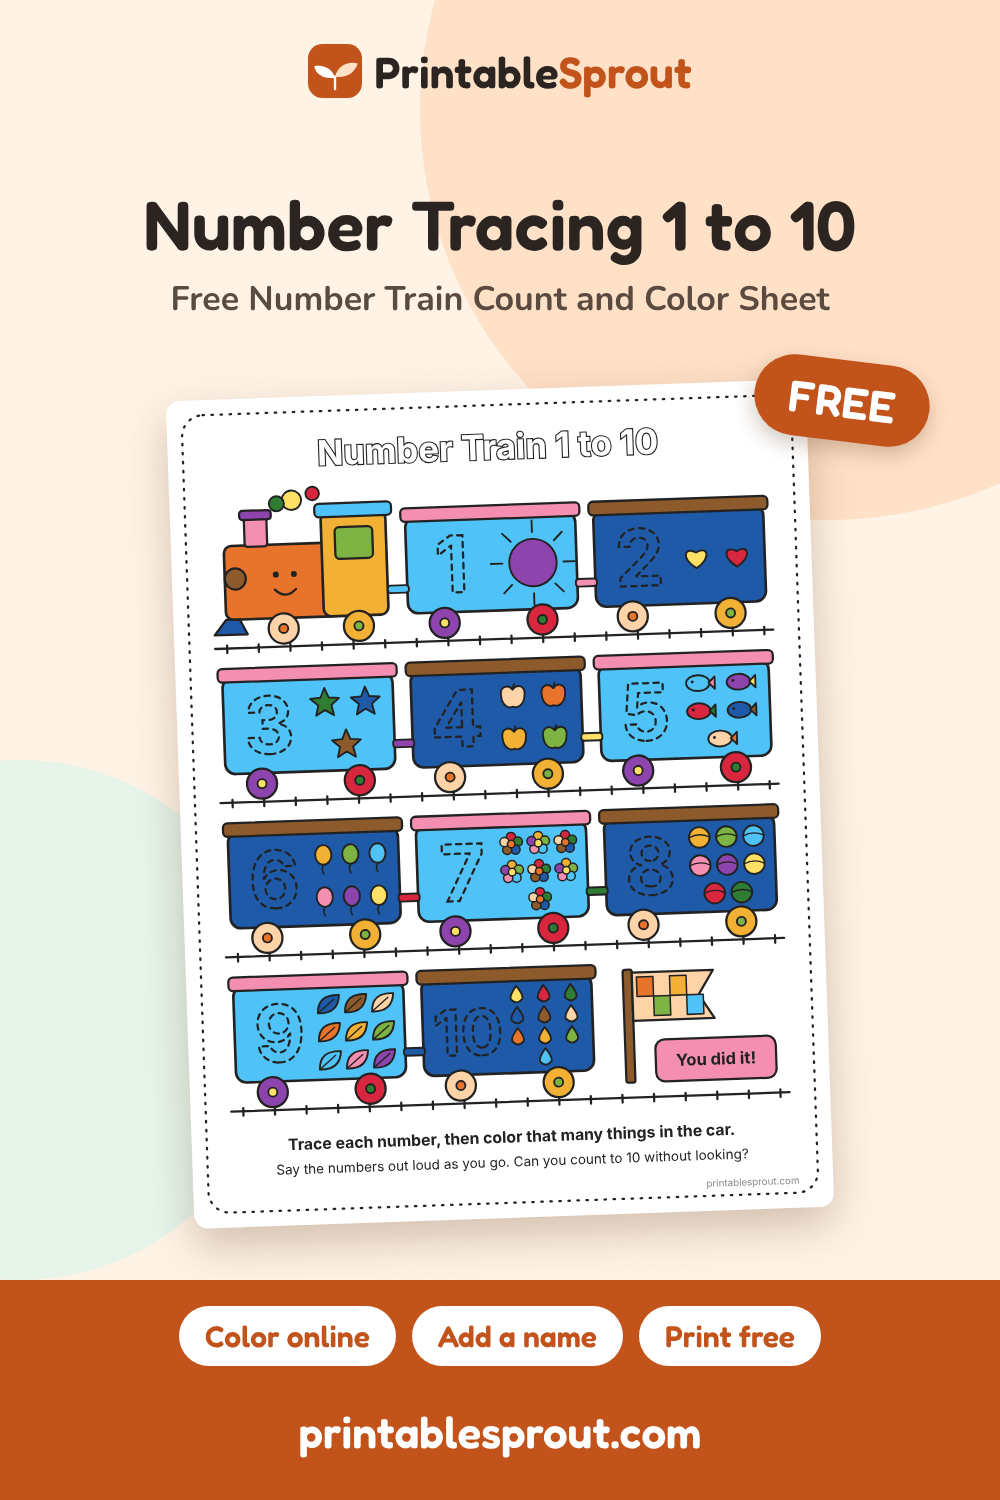 PrintableSprout
Number Tracing 1 to 10
Free Number Train Count and Color Sheet
FREE
Number Train 1 to 10
1
2
3
4
5
6
7
8
9
10
You did it!
Trace each number, then color that many things in the car.
Say the numbers out loud as you go. Can you count to 10 without looking?
printablesprout.com
Color online
Add a name
Print free
printablesprout.com